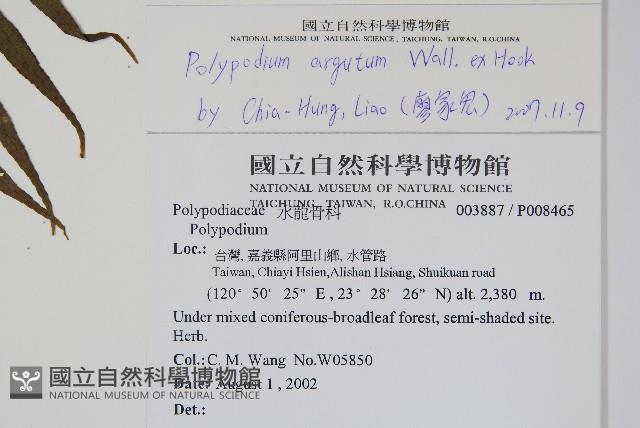 國立自然科學博物館
NATIONAL MUSEUM OF NATURAL SCIENCE, TAICHUNG, TAIWAN, R.O.CHINA
Polypodium argutum Wall. ex Hook
by Chia-Hung, Liao (廖家宏) 2007.11.9
國立自然科學博物館
NATIONAL MUSEUM OF NATURAL SCIENCE
TAICHUNG, TAIWAN, R.O.CHINA
Polypodiaceae 水龍骨科 003887 / P008465
Polypodium
Loc.: 台灣, 嘉義縣阿里山鄉, 水管路
Taiwan, Chiayi Hsien,Alishan Hsiang, Shuikuan road
(120° 50' 25" E , 23° 28' 26" N) alt. 2,380 m.
Under mixed coniferous-broadleaf forest, semi-shaded site.
Herb.
Col.: C. M. Wang No.W05850
Date: August 1 , 2002
Det.:
國立自然科學博物館
NATIONAL MUSEUM OF NATURAL SCIENCE